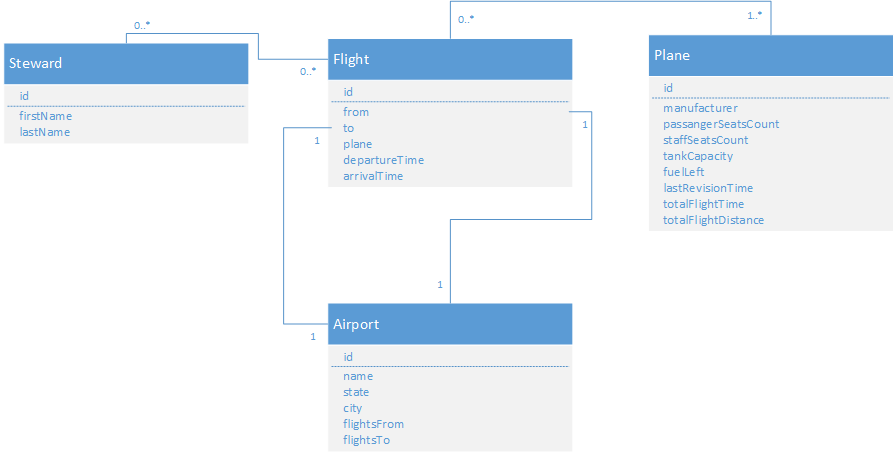 0..*
0..*
1..*
Steward
id
firstName
lastName
0..*
Flight
id
from
to
plane
departureTime
arrivalTime
1
1
Plane
id
manufacturer
passangerSeatsCount
staffSeatsCount
tankCapacity
fuelLeft
lastRevisionTime
totalFlightTime
totalFlightDistance
1
1
Airport
id
name
state
city
flightsFrom
flightsTo